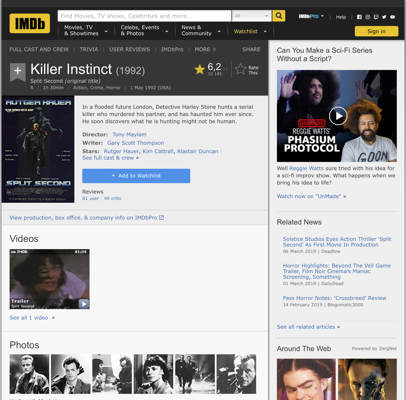 IMDb
Find Movies, TV shows, Celebrities and more...
All
IMDbPro
Help
Movies, TV & Showtimes
Celebs, Events & Photos
News & Community
Watchlist
Sign in
FULL CAST AND CREW | TRIVIA | USER REVIEWS | IMDbPro | MORE
SHARE
Killer Instinct (1992)
Split Second (original title)
R | 1h 30min | Action, Crime, Horror | 1 May 1992 (USA)
6,2
Rate This
RUTGER HAUER
SPLIT SECOND
In a flooded future London, Detective Harley Stone hunts a serial
killer who murdered his partner, and has haunted him ever since.
He soon discovers what he is hunting might not be human.
Director: Tony Maylam
Writer: Gary Scott Thompson
Stars: Rutger Hauer, Kim Cattrall, Alastair Duncan |
See full cast & crew »
+ Add to Watchlist
Reviews
81 user | 44 critic
View production, box office, & company info on IMDbPro
Videos
01:24
Trailer
Split Second
See all 1 video »
Photos
Can You Make a Sci-Fi Series
Without a Script?
REGGIE WATTS'
PHASIUM
PROTOCOL
Well Reggie Watts sure tried with his idea for
a sci-fi improv show. What happens when we
bring his idea to life?
Watch now on "UnMade" »
Related News
Solstice Studios Eyes Action Thriller 'Split
Second' As First Movie In Production
06 March 2019 | Deadline
Horror Highlights: Beyond The Veil Game
Trailer, Film Noir Cinema's Maniac
Screening, Something
01 March 2019 | DailyDead
Pass Horror Notes: 'Crossbreed' Review
14 February 2019 | Blogomatic3000
See all related articles »
Around The Web
Powered by ZergNet